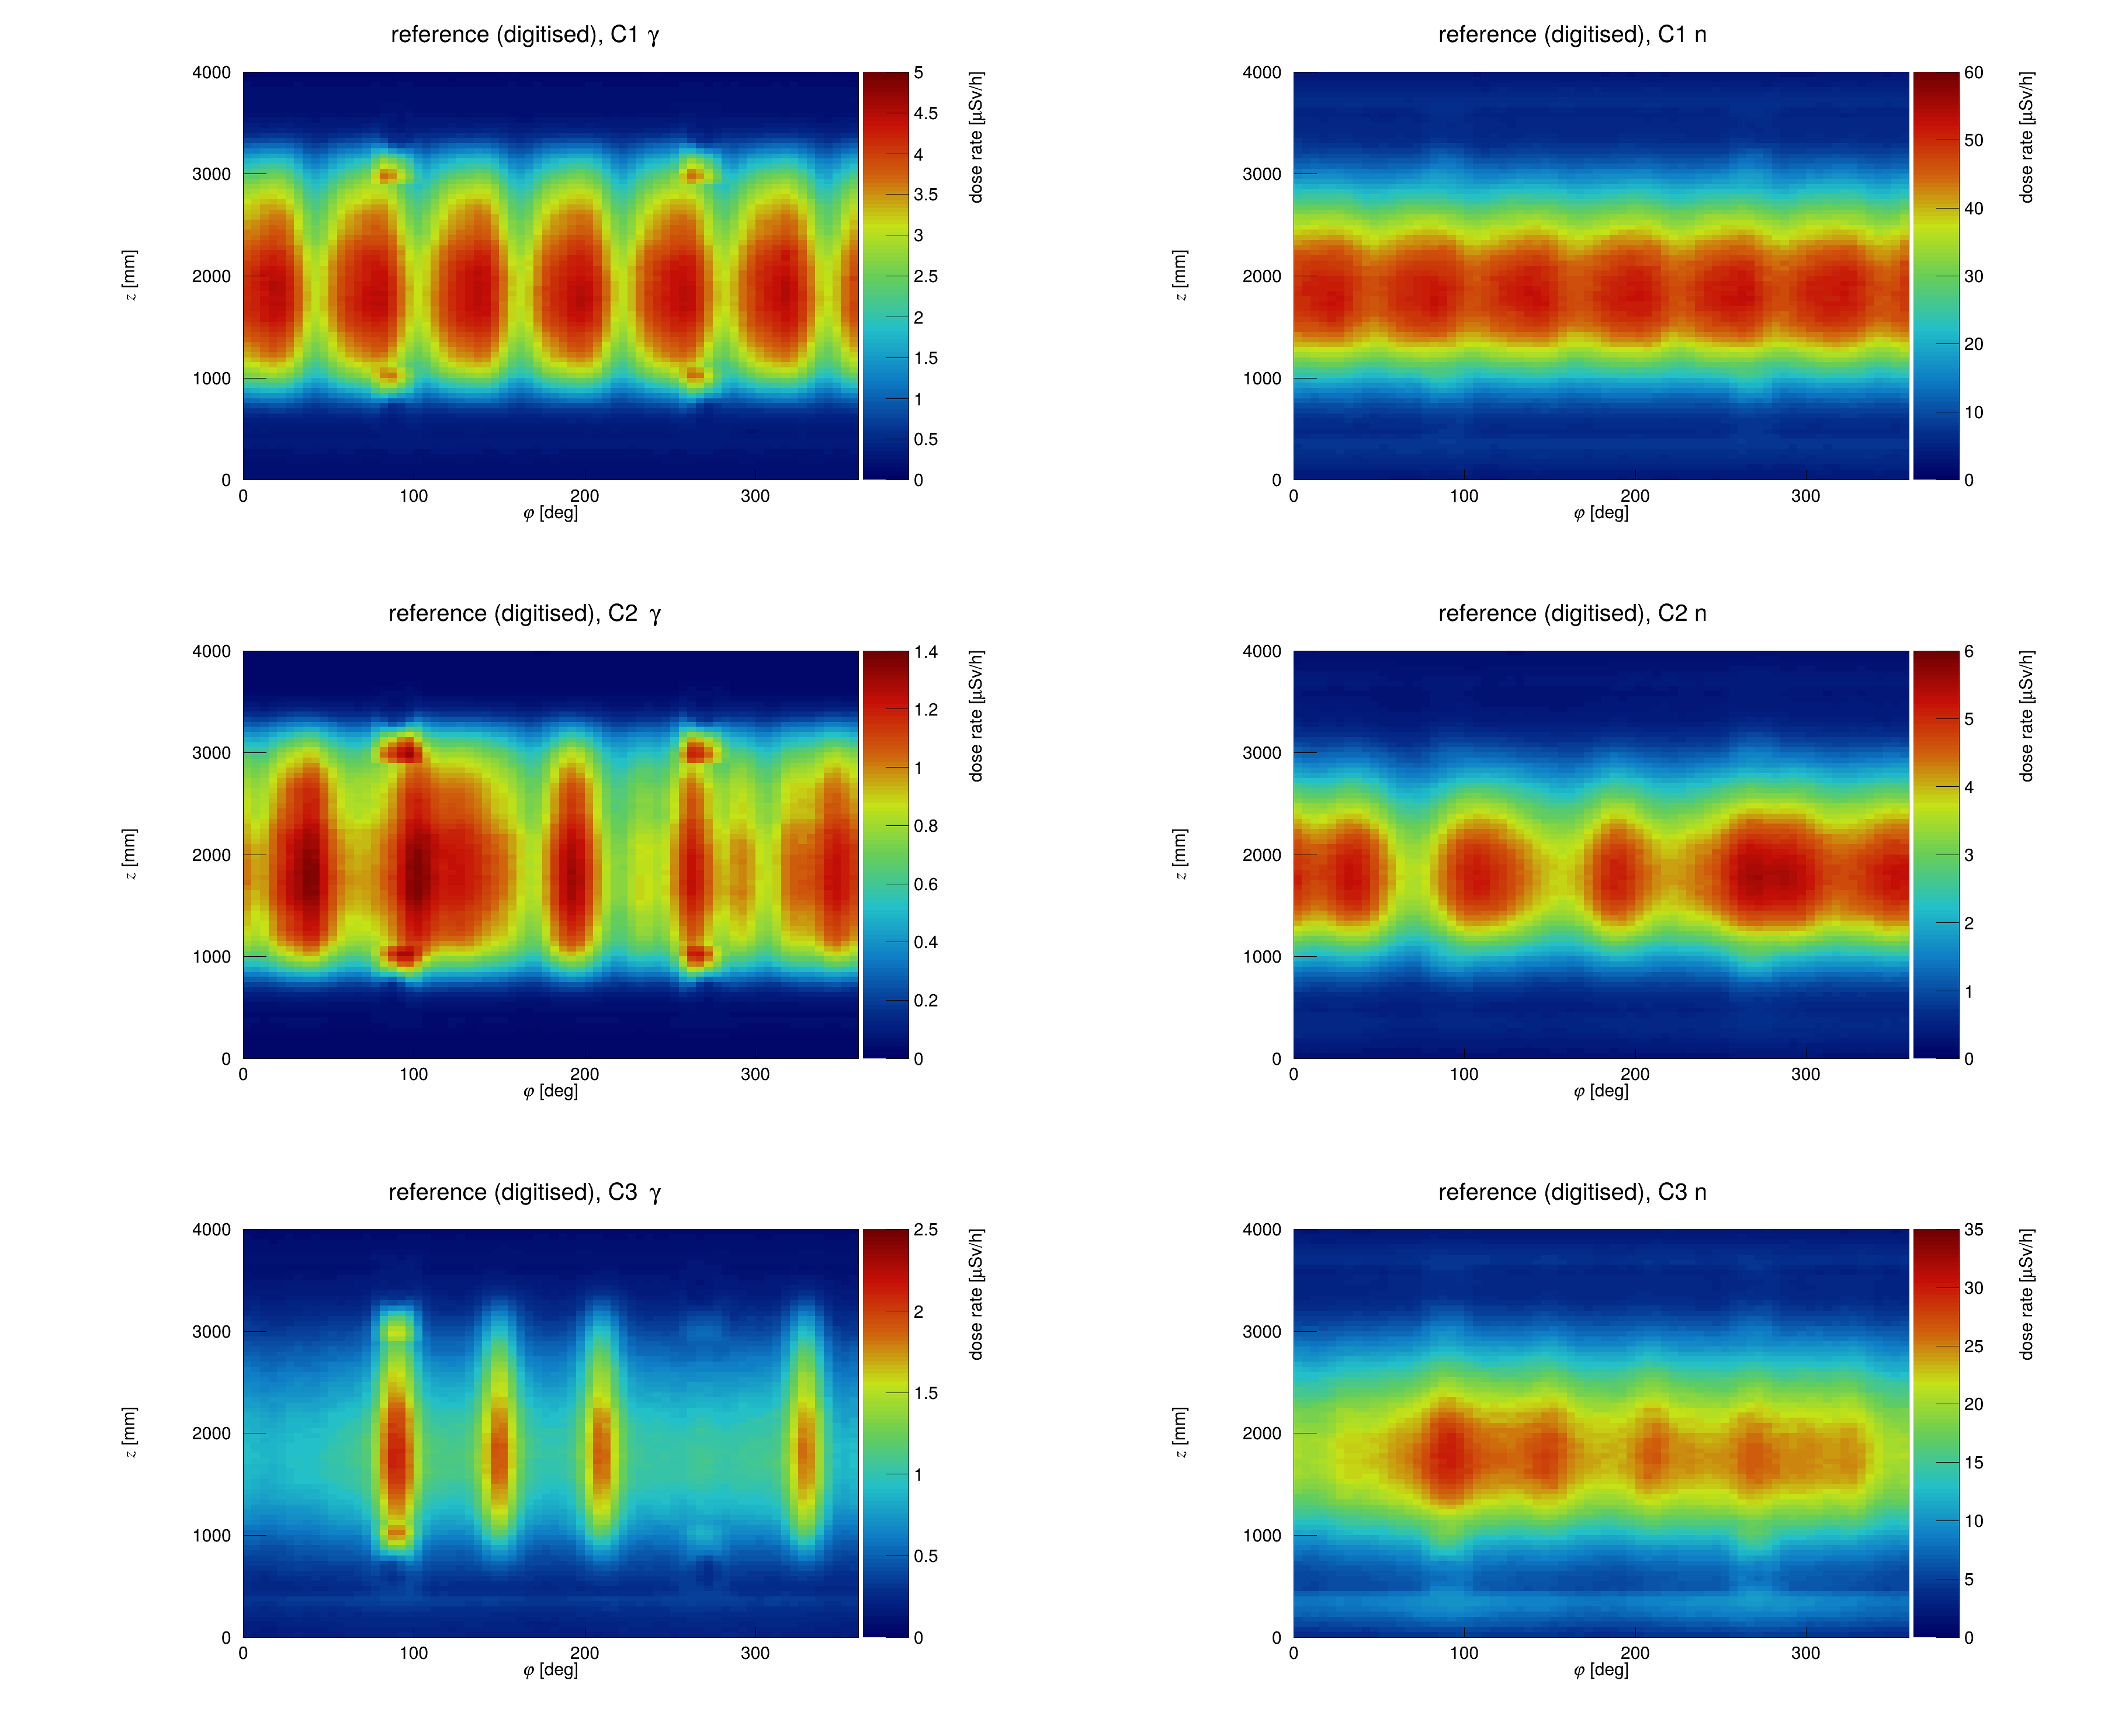 reference (digitised), C1 γ
4000
3000
2000
1000
0
z [mm]
0 100 200 300
φ [deg]
5
4.5
4
3.5
3
2.5
2
1.5
1
0.5
0
dose rate [μSv/h]
reference (digitised), C1 n
4000
3000
2000
1000
0
z [mm]
0 100 200 300
φ [deg]
60
50
40
30
20
10
0
dose rate [μSv/h]
reference (digitised), C2 γ
4000
3000
2000
1000
0
z [mm]
0 100 200 300
φ [deg]
1.4
1.2
1
0.8
0.6
0.4
0.2
0
dose rate [μSv/h]
reference (digitised), C2 n
4000
3000
2000
1000
0
z [mm]
0 100 200 300
φ [deg]
6
5
4
3
2
1
0
dose rate [μSv/h]
reference (digitised), C3 γ
4000
3000
2000
1000
0
z [mm]
0 100 200 300
φ [deg]
2.5
2
1.5
1
0.5
0
dose rate [μSv/h]
reference (digitised), C3 n
4000
3000
2000
1000
0
z [mm]
0 100 200 300
φ [deg]
35
30
25
20
15
10
5
0
dose rate [μSv/h]